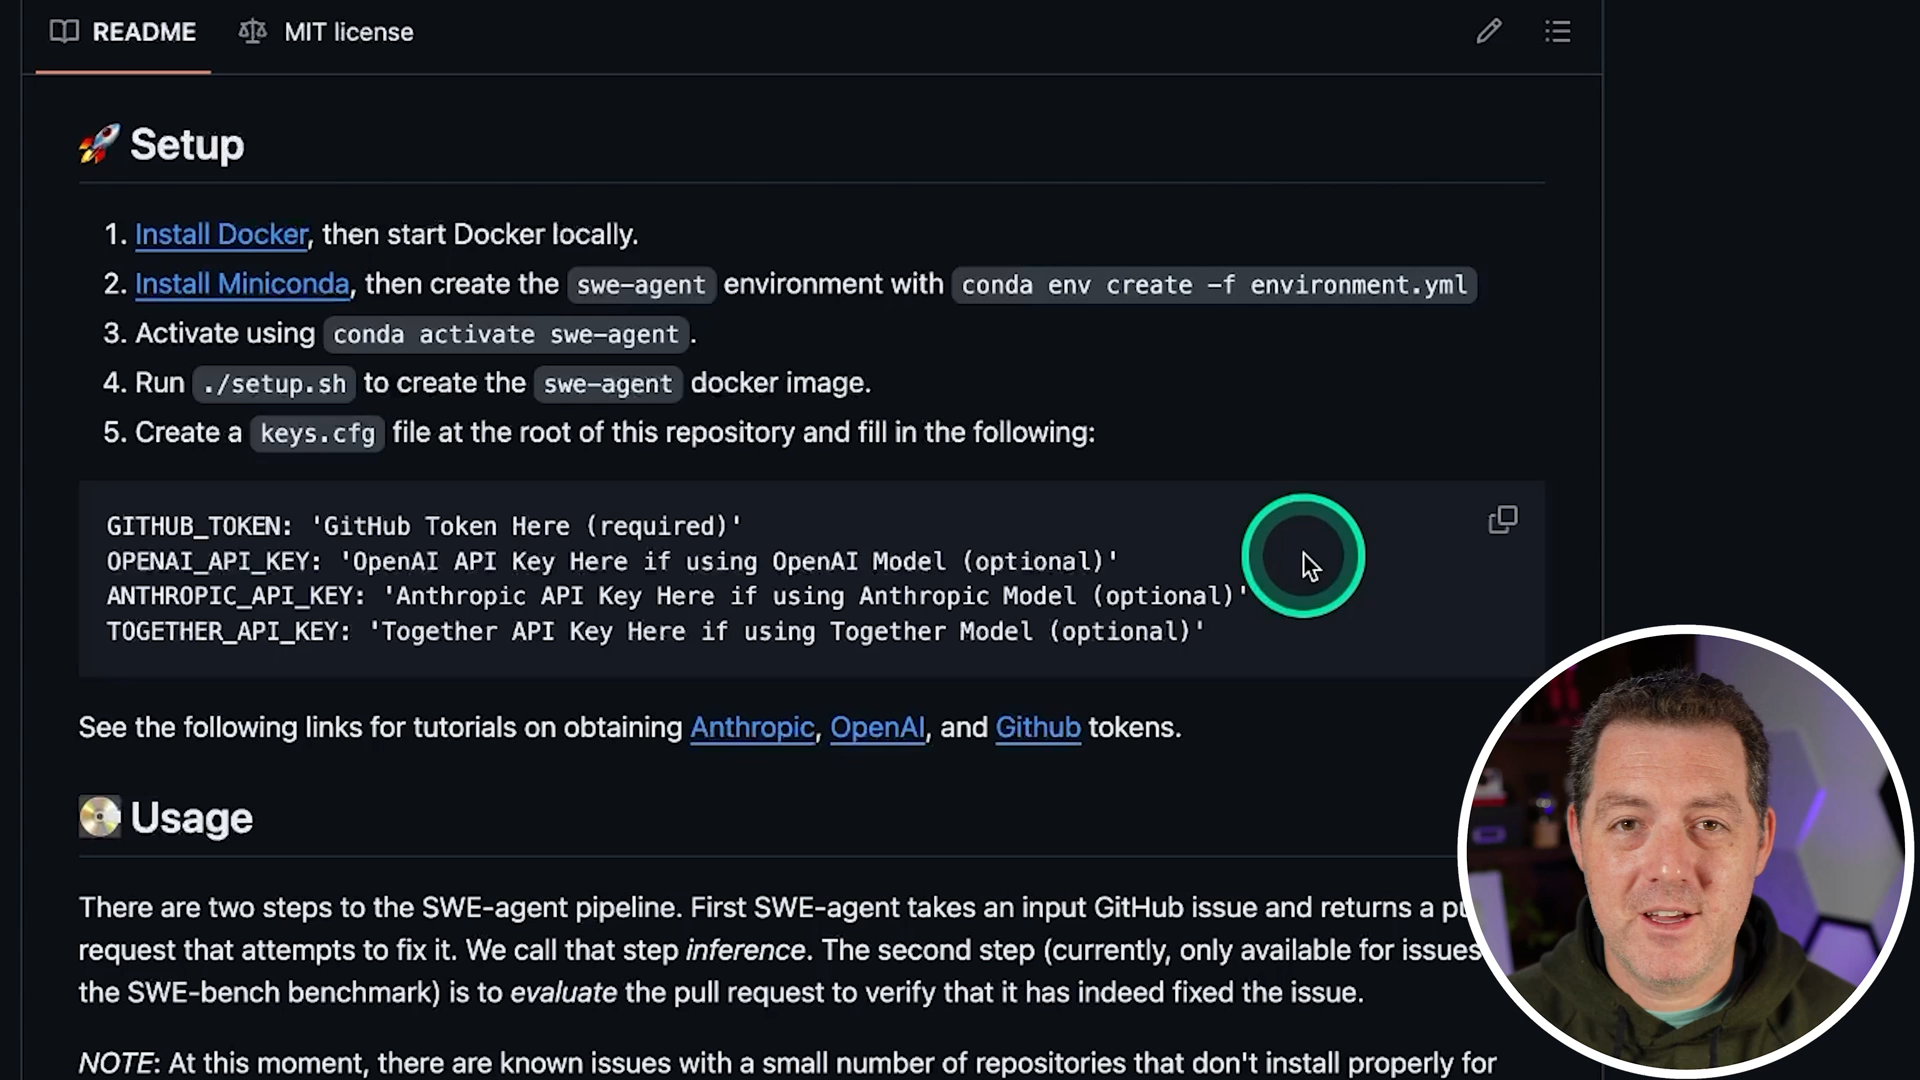 README MIT license
Setup
1. Install Docker, then start Docker locally.
2. Install Miniconda, then create the swe-agent environment with conda env create -f environment.yml
3. Activate using conda activate swe-agent.
4. Run ./setup.sh to create the swe-agent docker image.
5. Create a keys.cfg file at the root of this repository and fill in the following:
GITHUB_TOKEN: 'GitHub Token Here (required)'
OPENAI_API_KEY: 'OpenAI API Key Here if using OpenAI Model (optional)'
ANTHROPIC_API_KEY: 'Anthropic API Key Here if using Anthropic Model (optional)'
TOGETHER_API_KEY: 'Together API Key Here if using Together Model (optional)'
See the following links for tutorials on obtaining Anthropic, OpenAI, and Github tokens.
Usage
There are two steps to the SWE-agent pipeline. First SWE-agent takes an input GitHub issue and returns a
request that attempts to fix it. We call that step inference. The second step (currently, only available for issues
the SWE-bench benchmark) is to evaluate the pull request to verify that it has indeed fixed the issue.
NOTE: At this moment, there are known issues with a small number of repositories that don't install properly for